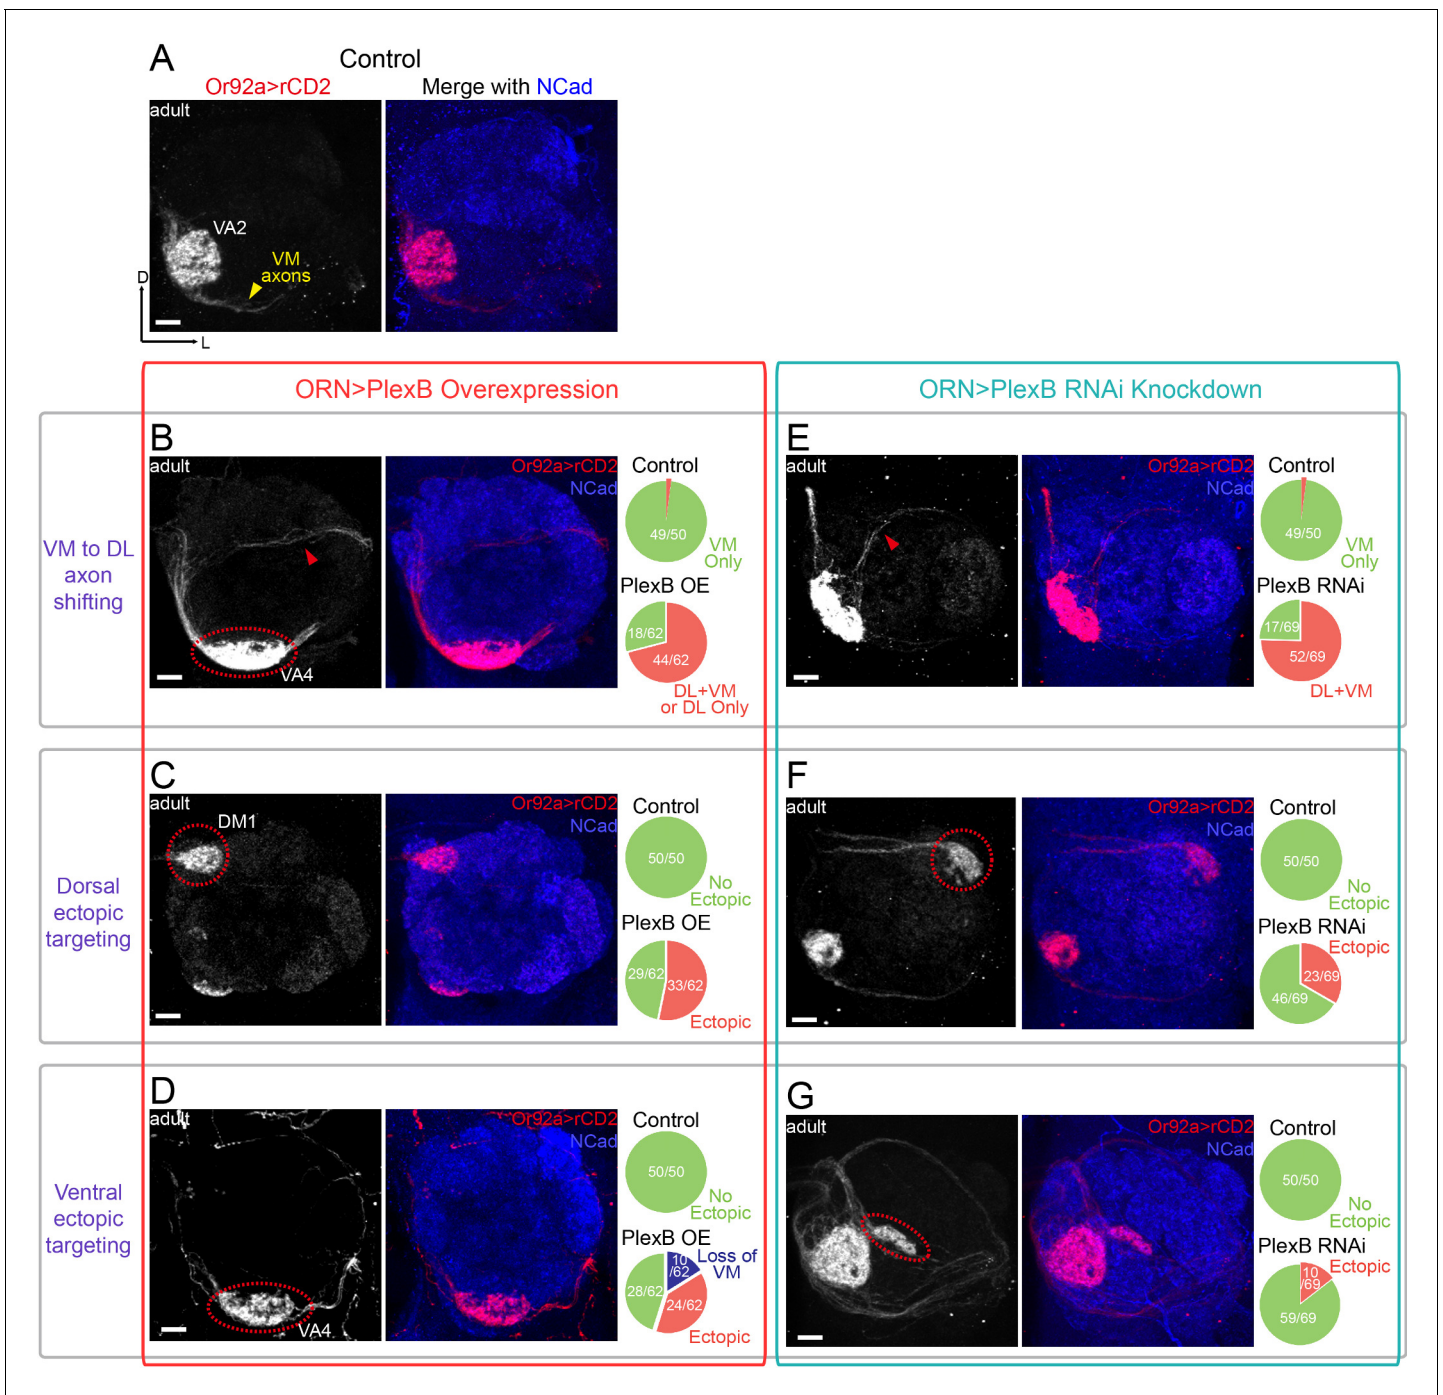 A
Control
Or92a>rCD2
Merge with NCad
adult
VA2
VM
axons
D
L
ORN>PlexB Overexpression
ORN>PlexB RNAi Knockdown
VM to DL
axon
shifting
B
adult
VA4
Or92a>rCD2
NCad
Control
49/50
VM
Only
PlexB OE
18/62
44/62
DL+VM
or DL Only
E
adult
Or92a>rCD2
NCad
Control
49/50
VM
Only
PlexB RNAi
17/69
52/69
DL+VM
Dorsal
ectopic
targeting
C
adult
DM1
Or92a>rCD2
NCad
Control
50/50
No
Ectopic
PlexB OE
29/62
33/62
Ectopic
F
adult
Or92a>rCD2
NCad
Control
50/50
No
Ectopic
PlexB RNAi
Ectopic
23/69
46/69
Ventral
ectopic
targeting
D
adult
VA4
Or92a>rCD2
NCad
Control
50/50
No
Ectopic
PlexB OE
10
/62
Loss of
VM
28/62
24/62
Ectopic
G
adult
Or92a>rCD2
NCad
Control
50/50
No
Ectopic
PlexB RNAi
Ectopic
10
/69
59/69